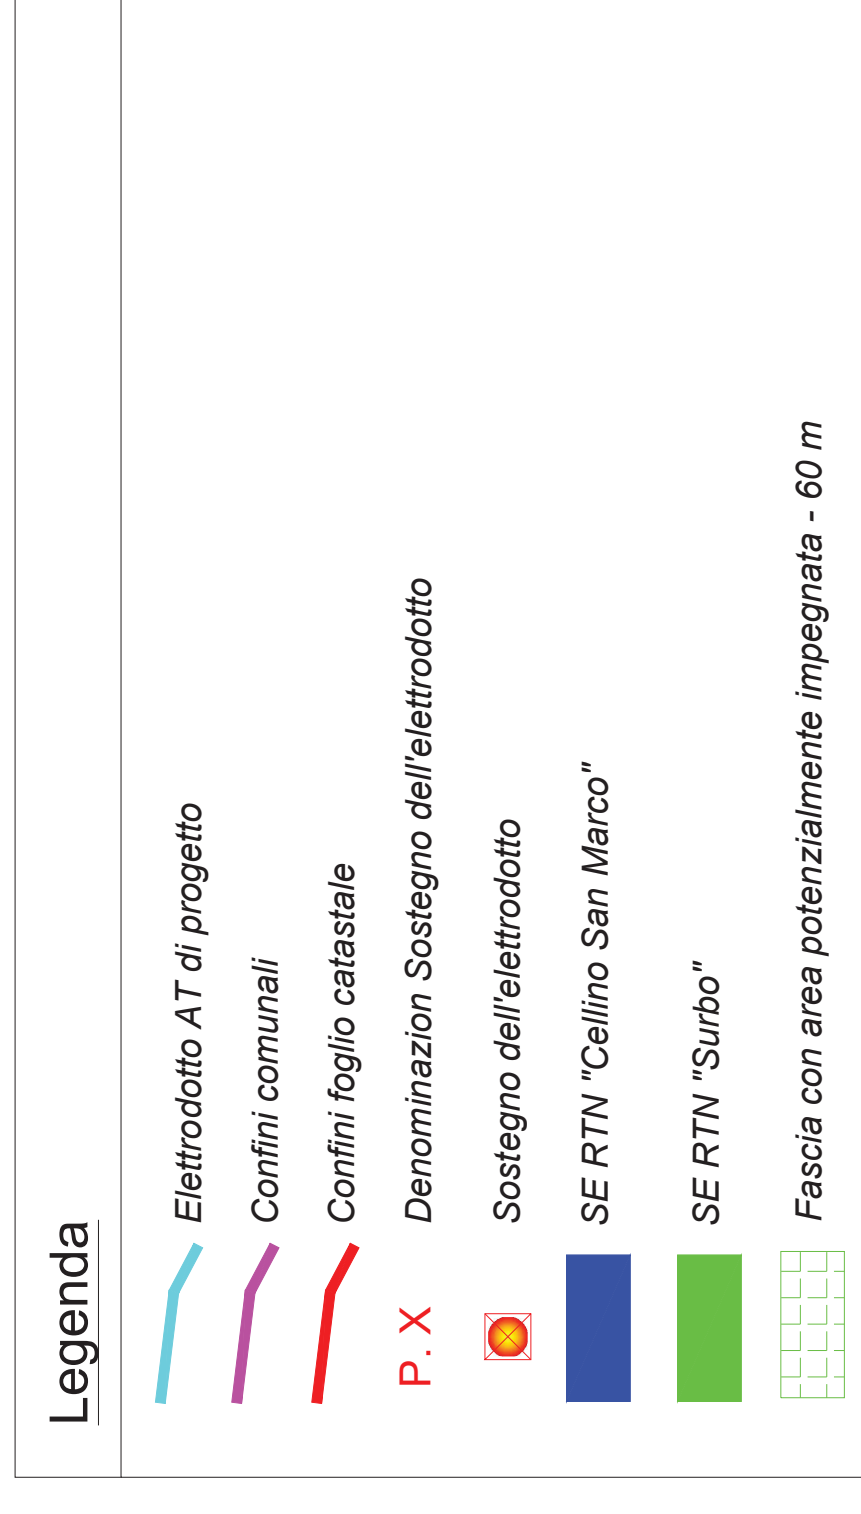 Legenda
Elettrodotto AT di progetto
Confini comunali
Confini foglio catastale
P. X Denominazion Sostegno dell'elettrodotto
Sostegno dell'elettrodotto
SE RTN "Cellino San Marco"
SE RTN "Surbo"
Fascia con area potenzialmente impegnata - 60 m